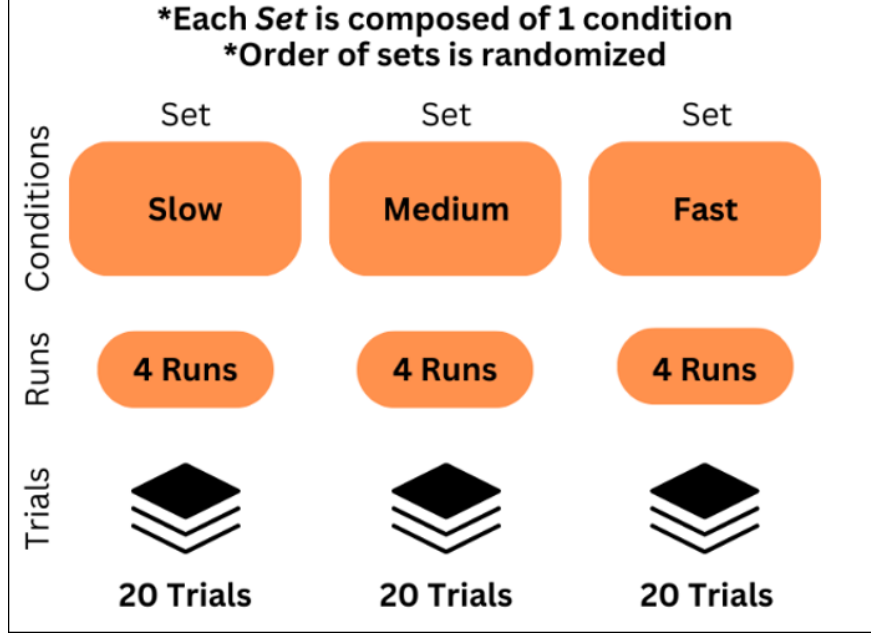 *Each Set is composed of 1 condition
*Order of sets is randomized
Set Set Set
Conditions
Slow Medium Fast
Runs
4 Runs 4 Runs 4 Runs
Trials
20 Trials 20 Trials 20 Trials